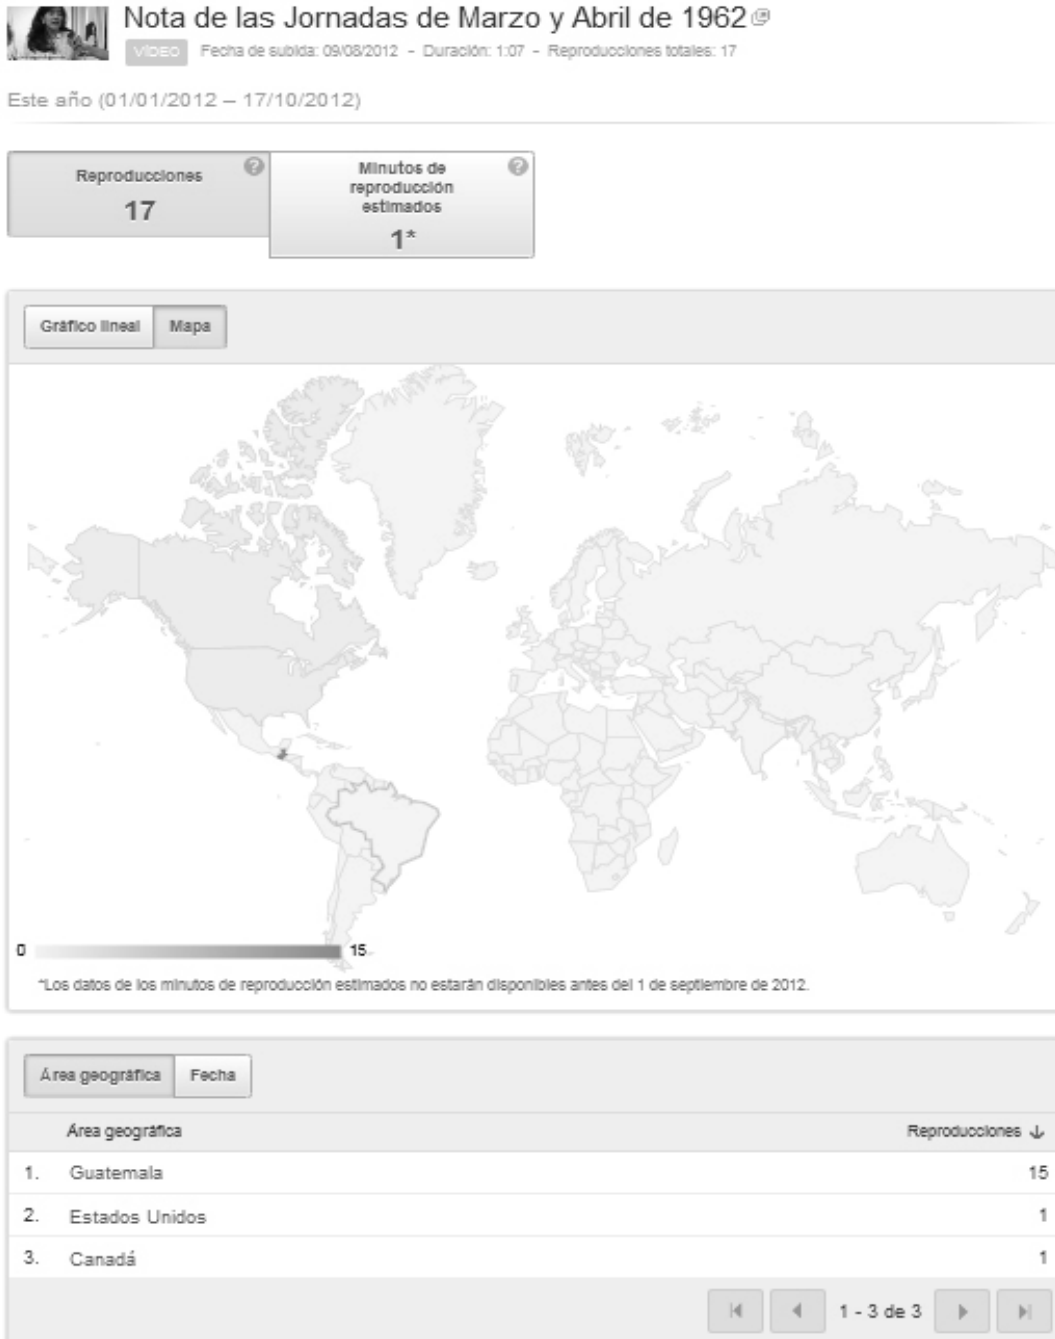 Nota de las Jornadas de Marzo y Abril de 1962
VÍDEO Fecha de subida: 09/08/2012 - Duración: 1:07 - Reproducciones totales: 17
Este año (01/01/2012 – 17/10/2012)
Reproducciones ?
17
Minutos de ?
reproducción
estimados
1*
Gráfico lineal Mapa
0 15
*Los datos de los minutos de reproducción estimados no estarán disponibles antes del 1 de septiembre de 2012.
Área geográfica Fecha
Área geográfica Reproducciones ↓
1. Guatemala 15
2. Estados Unidos 1
3. Canadá 1
1 - 3 de 3